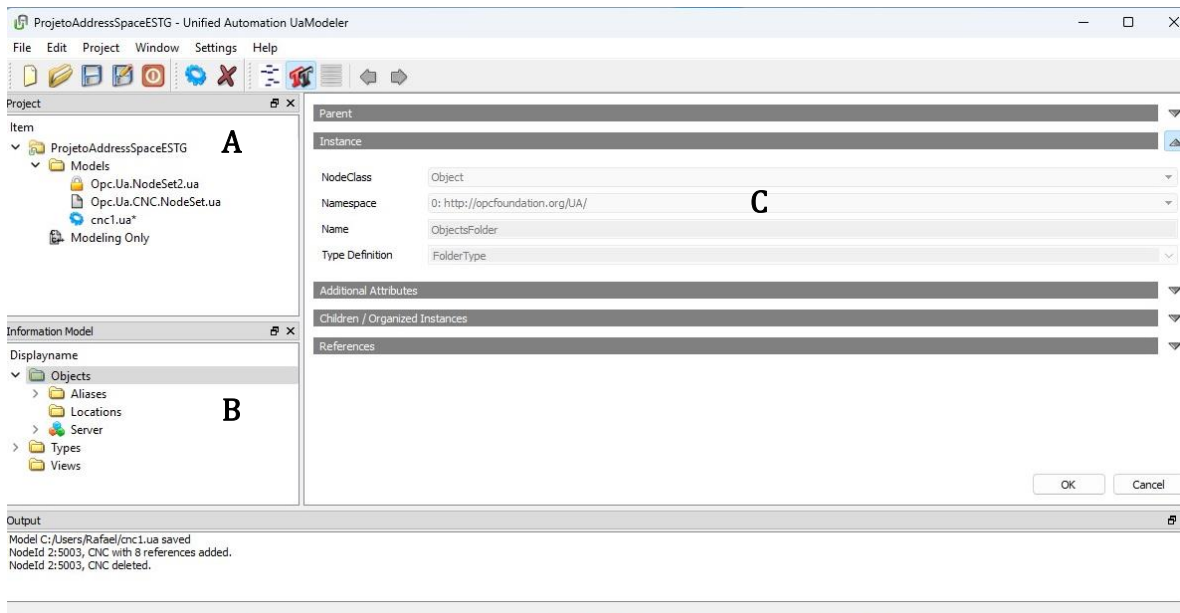 ProjetoAddressSpaceESTG - Unified Automation UaModeler
File Edit Project Window Settings Help
Project
Item
ProjetoAddressSpaceESTG
Models
Opc.Ua.NodeSet2.ua
Opc.Ua.CNC.NodeSet.ua
cnc1.ua*
Modeling Only
A
Information Model
Displayname
Objects
Aliases
Locations
Server
Types
Views
B
Parent
Instance
NodeClass Object
Namespace 0: http://opcfoundation.org/UA/
Name ObjectsFolder
Type Definition FolderType
C
Additional Attributes
Children / Organized Instances
References
OK Cancel
Output
Model C:/Users/Rafael/cnc1.ua saved
NodeId 2:5003, CNC with 8 references added.
NodeId 2:5003, CNC deleted.